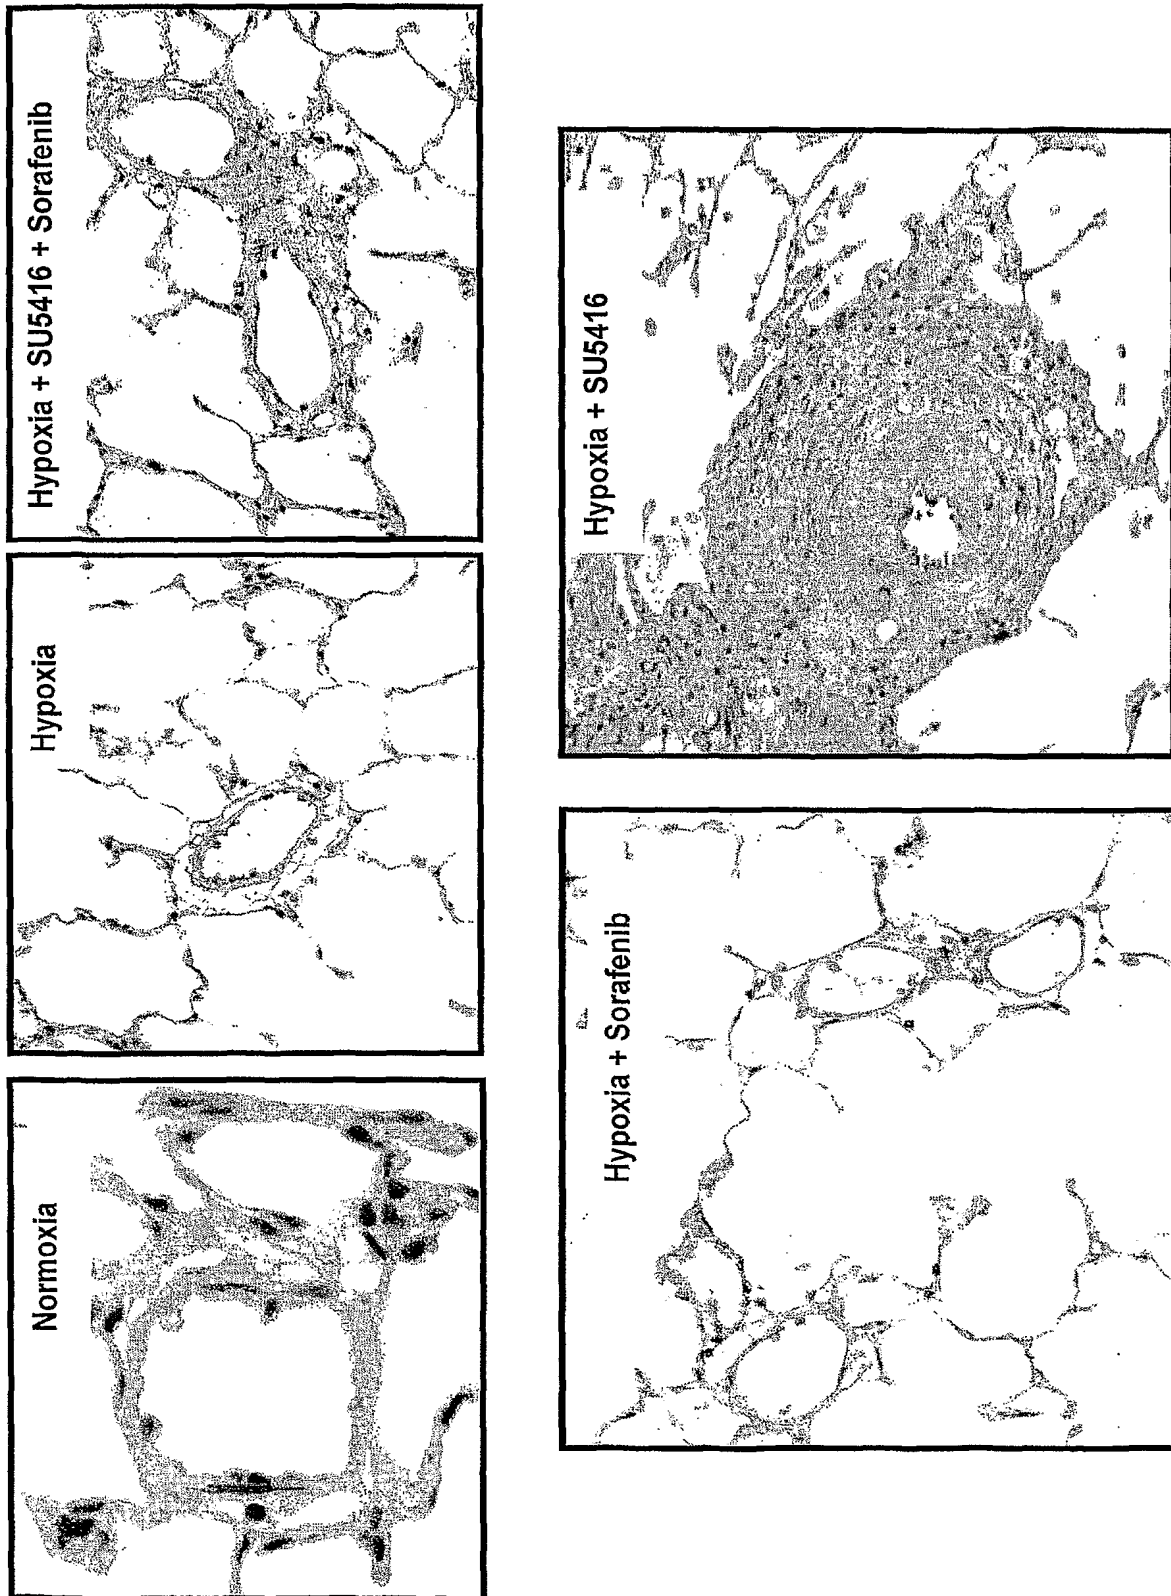 Normoxia
Hypoxia
Hypoxia + SU5416 + Sorafenib
Hypoxia + Sorafenib
Hypoxia + SU5416